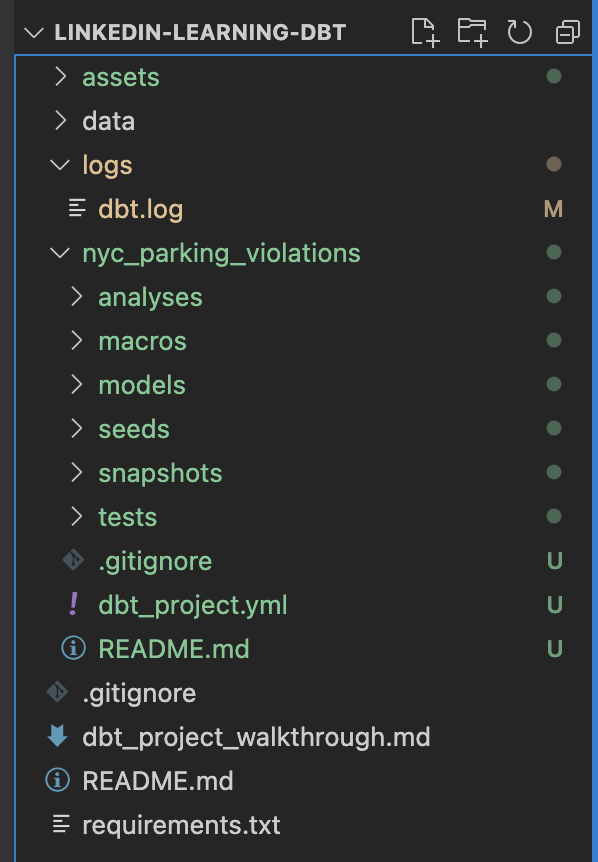 LINKEDIN-LEARNING-DBT
assets
data
logs
dbt.log M
nyc_parking_violations
analyses
macros
models
seeds
snapshots
tests
.gitignore U
dbt_project.yml U
README.md U
.gitignore
dbt_project_walkthrough.md
README.md
requirements.txt